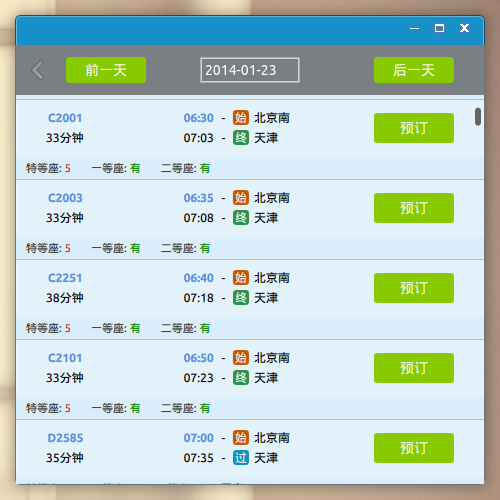 前一天 2014-01-23 后一天
C2001 06:30 - 始 北京南 预订
33分钟 07:03 - 终 天津
特等座: 5 一等座: 有 二等座: 有
C2003 06:35 - 始 北京南 预订
33分钟 07:08 - 终 天津
特等座: 5 一等座: 有 二等座: 有
C2251 06:40 - 始 北京南 预订
38分钟 07:18 - 终 天津
特等座: 5 一等座: 有 二等座: 有
C2101 06:50 - 始 北京南 预订
33分钟 07:23 - 终 天津
特等座: 5 一等座: 有 二等座: 有
D2585 07:00 - 始 北京南 预订
35分钟 07:35 - 过 天津